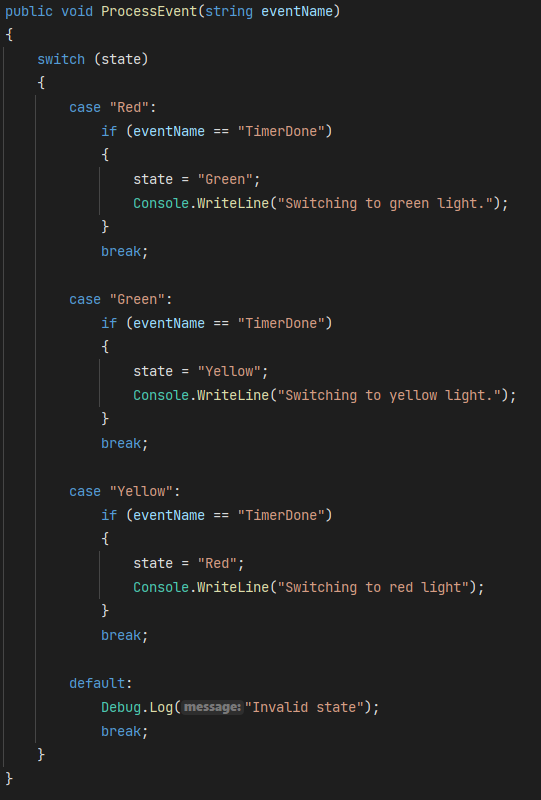 public void ProcessEvent(string eventName)
{
    switch (state)
    {
        case "Red":
            if (eventName == "TimerDone")
            {
                state = "Green";
                Console.WriteLine("Switching to green light.");
            }
            break;

        case "Green":
            if (eventName == "TimerDone")
            {
                state = "Yellow";
                Console.WriteLine("Switching to yellow light.");
            }
            break;

        case "Yellow":
            if (eventName == "TimerDone")
            {
                state = "Red";
                Console.WriteLine("Switching to red light");
            }
            break;

        default:
            Debug.Log(message:"Invalid state");
            break;
    }
}